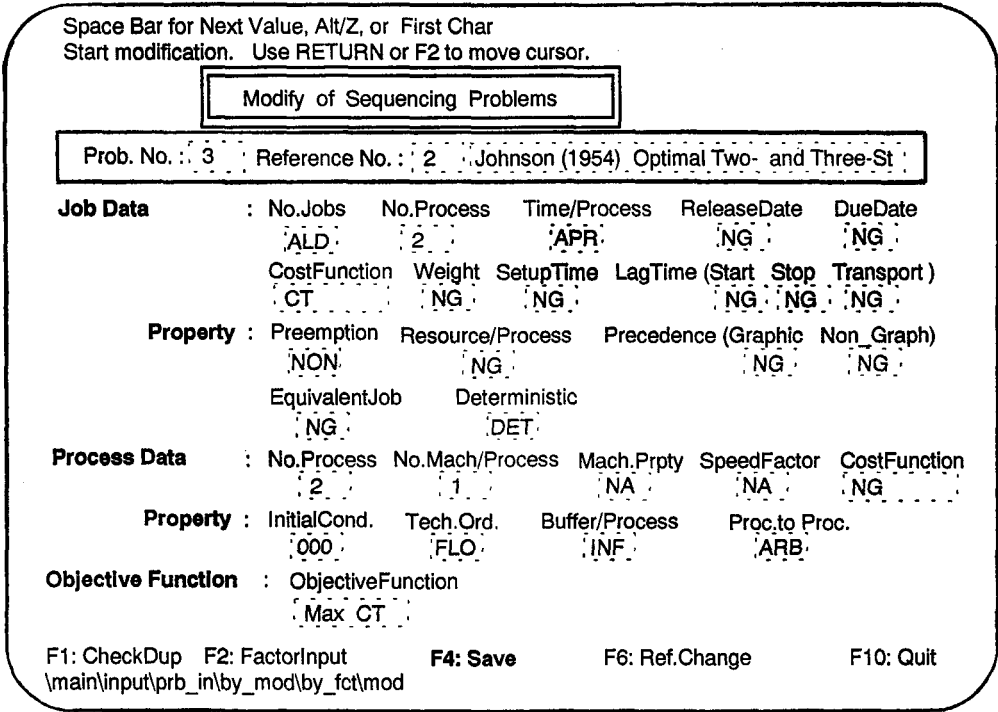 Space Bar for Next Value, Alt/Z, or First Char
Start modification. Use RETURN or F2 to move cursor.
Modify of Sequencing Problems
Prob. No. : 3 Reference No. : 2 Johnson (1954) Optimal Two- and Three-St
Job Data : No.Jobs No.Process Time/Process ReleaseDate DueDate
ALD 2 APR NG NG
CostFunction Weight SetupTime LagTime (Start Stop Transport)
CT NG NG NG NG NG
Property : Preemption Resource/Process Precedence (Graphic Non_Graph)
NON NG NG NG
EquivalentJob Deterministic
NG DET
Process Data : No.Process No.Mach/Process Mach.Prpty SpeedFactor CostFunction
2 1 NA NA NG
Property : InitialCond. Tech.Ord. Buffer/Process Proc.to Proc.
000 FLO INF ARB
Objective Function : ObjectiveFunction
Max CT
F1: CheckDup F2: FactorInput F4: Save F6: Ref.Change F10: Quit
\main\input\prb_in\by_mod\by_fct\mod